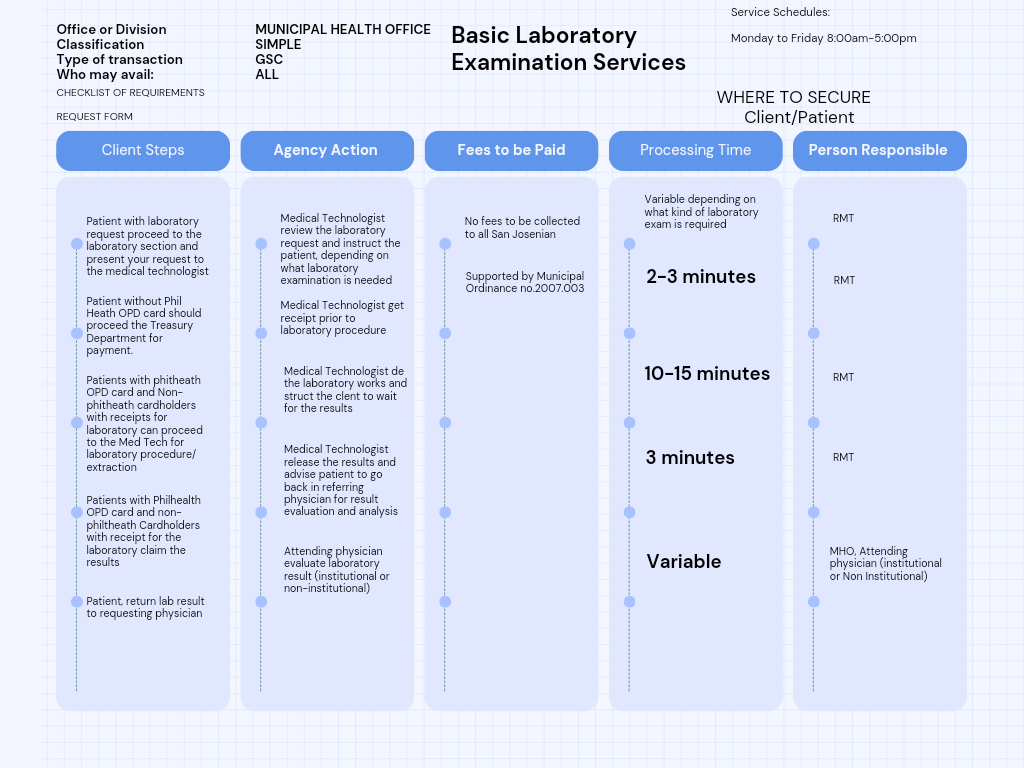 Office or Division
Classification
Type of transaction
Who may avail:
MUNICIPAL HEALTH OFFICE
SIMPLE
GSC
ALL
Basic Laboratory
Examination Services
Service Schedules:
Monday to Friday 8:00am-5:00pm
CHECKLIST OF REQUIREMENTS
REQUEST FORM
WHERE TO SECURE
Client/Patient
Client Steps
Patient with laboratory
request proceed to the
laboratory section and
present your request to
the medical technologist
Patient without Phil
Heath OPD card should
proceed the Treasury
Department for
payment.
Patients with phitheath
OPD card and Non-
phitheath cardholders
with receipts for
laboratory can proceed
to the Med Tech for
laboratory procedure/
extraction
Patients with Philhealth
OPD card and non-
philtheath Cardholders
with receipt for the
laboratory claim the
results
Patient, return lab result
to requesting physician
Agency Action
Medical Technologist
review the laboratory
request and instruct the
patient, depending on
what laboratory
examination is needed
Medical Technologist get
receipt prior to
laboratory procedure
Medical Technologist de
the laboratory works and
struct the clent to wait
for the results
Medical Technologist
release the results and
advise patient to go
back in referring
physician for result
evaluation and analysis
Attending physician
evaluate laboratory
result (institutional or
non-institutional)
Fees to be Paid
No fees to be collected
to all San Josenian
Supported by Municipal
Ordinance no.2007.003
Processing Time
Variable depending on
what kind of laboratory
exam is required
2-3 minutes
10-15 minutes
3 minutes
Variable
Person Responsible
RMT
RMT
RMT
RMT
MHO, Attending
physician (institutional
or Non Institutional)